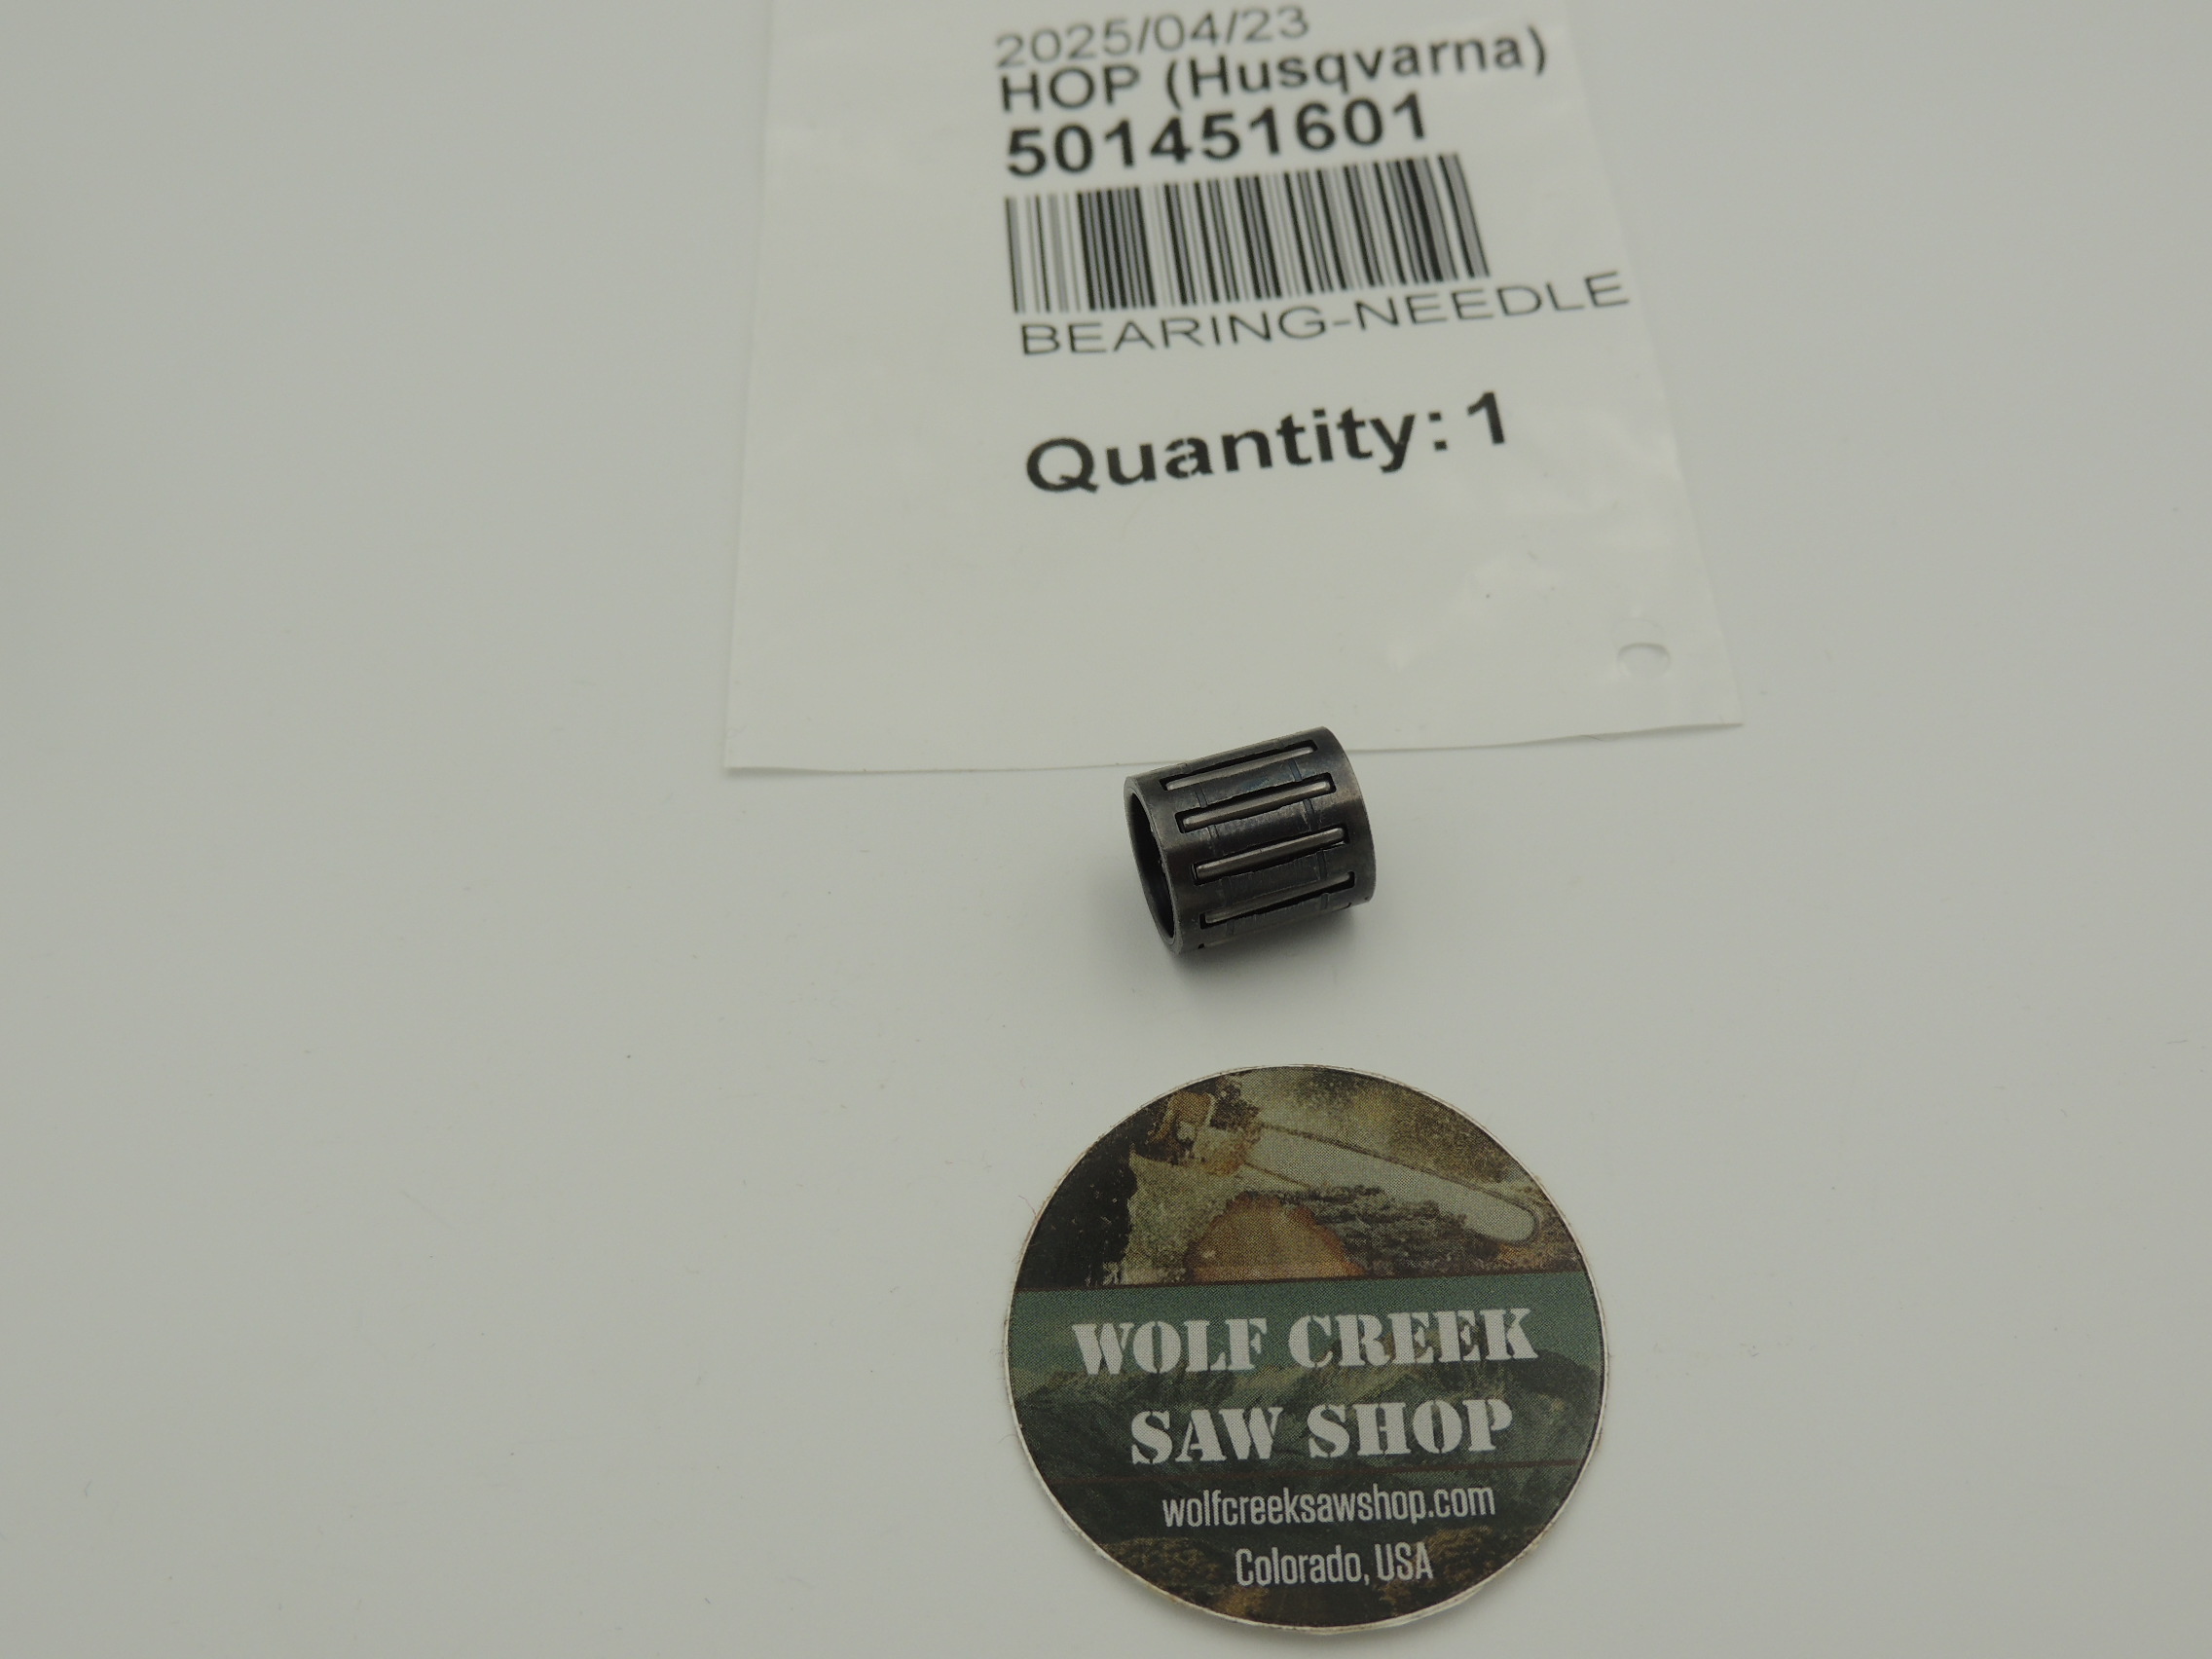 2025/04/23
HOP (Husqvarna)
501451601
BEARING-NEEDLE
Quantity: 1
WOLF CREEK
SAW SHOP
wolfcreeksawshop.com
Colorado, USA